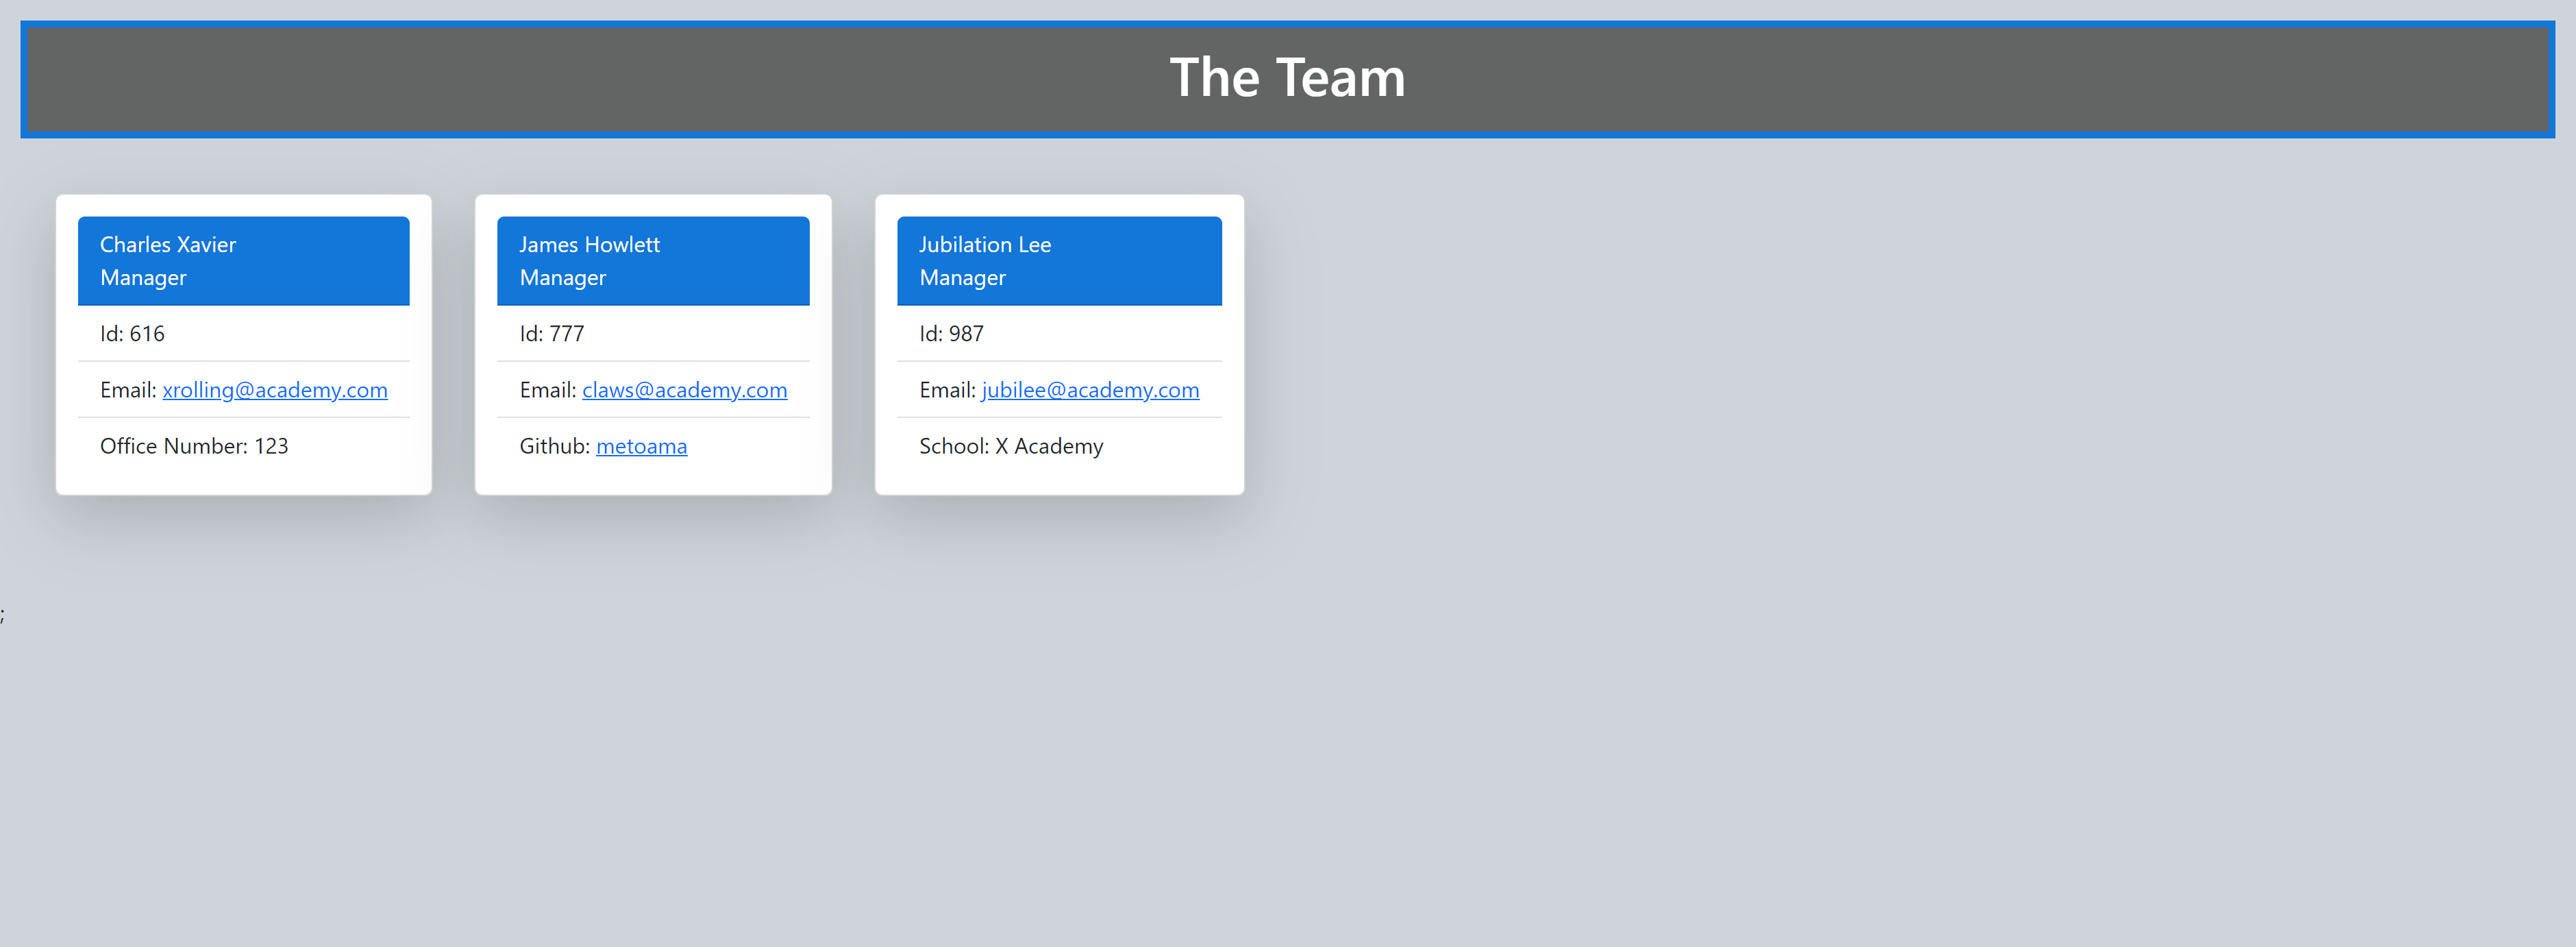 The Team
Charles Xavier
Manager
Id: 616
Email: xrolling@academy.com
Office Number: 123
James Howlett
Manager
Id: 777
Email: claws@academy.com
Github: metoama
Jubilation Lee
Manager
Id: 987
Email: jubilee@academy.com
School: X Academy
;